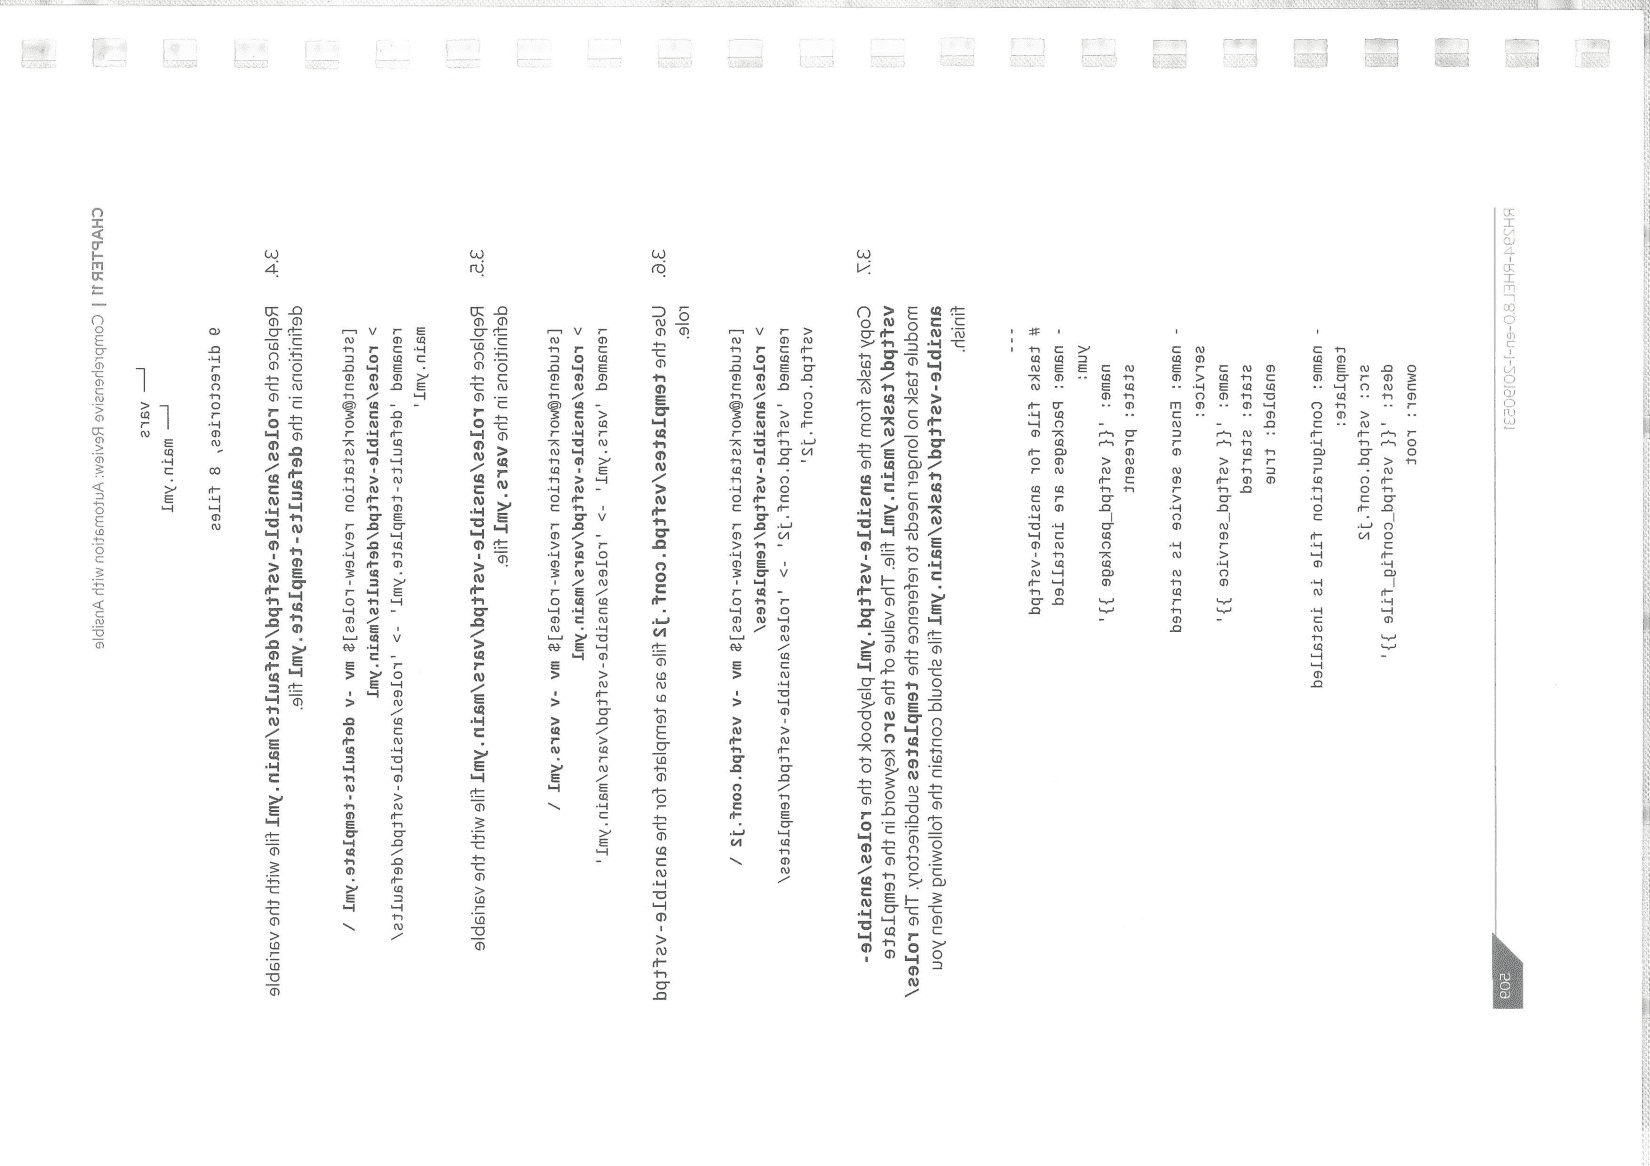 CHAPTER 11 | Comprehensive Review: Automation with Ansible
└── vars
└── main.yml
9 directories, 8 files
3.4. Replace the roles/ansible-vsftpd/defaults/main.yml file with the variable
definitions in the defaults-template.yml file.
[student@workstation review-roles]$ mv -v defaults-template.yml \
> roles/ansible-vsftpd/defaults/main.yml
renamed 'defaults-template.yml' -> 'roles/ansible-vsftpd/defaults/
main.yml'
3.5. Replace the roles/ansible-vsftpd/vars/main.yml file with the variable
definitions in the vars.yml file.
[student@workstation review-roles]$ mv -v vars.yml \
> roles/ansible-vsftpd/vars/main.yml
renamed 'vars.yml' -> 'roles/ansible-vsftpd/vars/main.yml'
3.6. Use the templates/vsftpd.conf.j2 file as a template for the ansible-vsftpd
role.
[student@workstation review-roles]$ mv -v vsftpd.conf.j2 \
> roles/ansible-vsftpd/templates/
renamed 'vsftpd.conf.j2' -> 'roles/ansible-vsftpd/templates/
vsftpd.conf.j2'
3.7. Copy tasks from the ansible-vsftpd.yml playbook to the roles/ansible-
vsftpd/tasks/main.yml file. The value of the src keyword in the template
module task no longer needs to reference the templates subdirectory. The roles/
ansible-vsftpd/tasks/main.yml file should contain the following when you
finish.
---
# tasks file for ansible-vsftpd
- name: Packages are installed
yum:
name: '{{ vsftpd_package }}'
state: present
- name: Ensure service is started
service:
name: '{{ vsftpd_service }}'
state: started
enabled: true
- name: Configuration file is installed
template:
src: vsftpd.conf.j2
dest: '{{ vsftpd_config_file }}'
owner: root
RH294-RHEL8.0-en-1-20190531
509